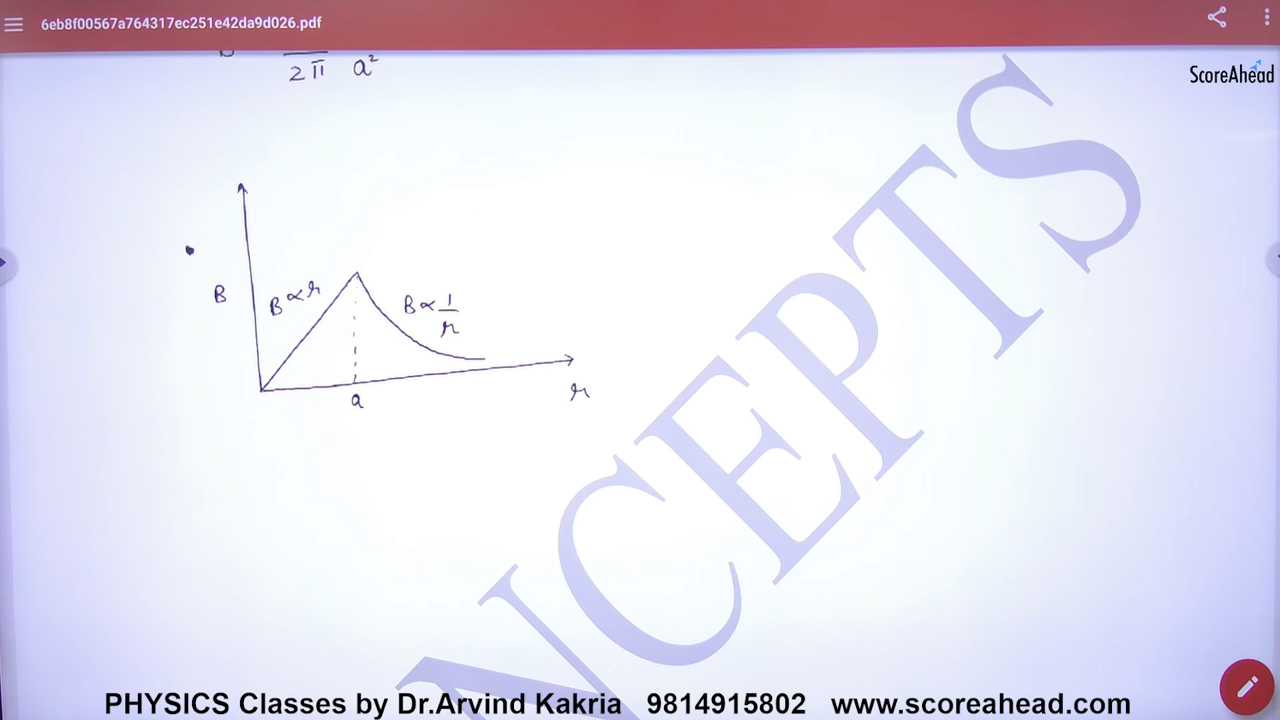 6eb8f00567a764317ec251e42da9d026.pdf
ScoreAhead
2π a²
B
B ∝ r
B ∝ 1/r
a
r
NCEPTS
PHYSICS Classes by Dr.Arvind Kakria 9814915802 www.scoreahead.com